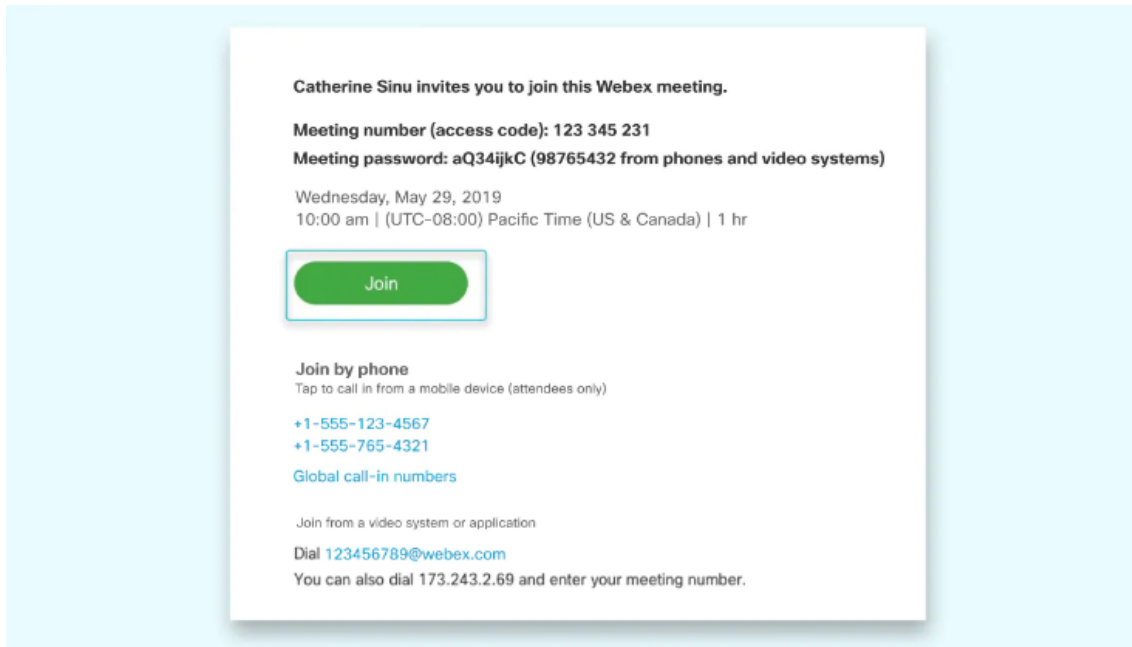 Catherine Sinu invites you to join this Webex meeting.
Meeting number (access code): 123 345 231
Meeting password: aQ34ijkC (98765432 from phones and video systems)
Wednesday, May 29, 2019
10:00 am | (UTC-08:00) Pacific Time (US & Canada) | 1 hr
Join
Join by phone
Tap to call in from a mobile device (attendees only)
+1-555-123-4567
+1-555-765-4321
Global call-in numbers
Join from a video system or application
Dial 123456789@webex.com
You can also dial 173.243.2.69 and enter your meeting number.